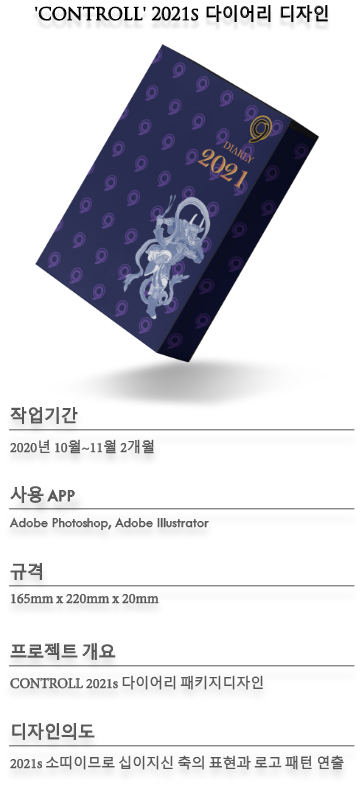 'CONTROLL' 2021s 다이어리 디자인
DIAREY
2021
작업기간
2020년 10월~11월 2개월
사용 APP
Adobe Photoshop, Adobe Illustrator
규격
165mm x 220mm x 20mm
프로젝트 개요
CONTROLL 2021s 다이어리 패키지디자인
디자인의도
2021s 소띠이므로 십이지신 축의 표현과 로고 패턴 연출